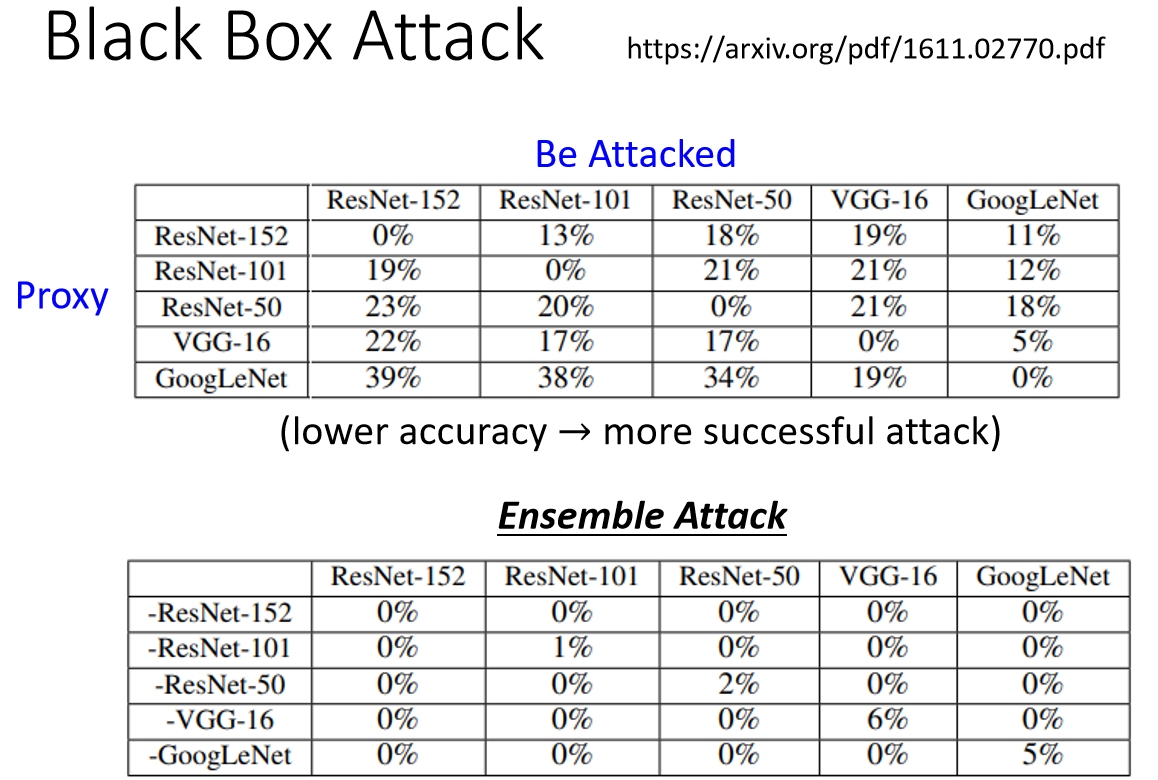 Black Box Attack https://arxiv.org/pdf/1611.02770.pdf
Be Attacked
ResNet-152 ResNet-101 ResNet-50 VGG-16 GoogLeNet
ResNet-152 0% 13% 18% 19% 11%
ResNet-101 19% 0% 21% 21% 12%
Proxy
ResNet-50 23% 20% 0% 21% 18%
VGG-16 22% 17% 17% 0% 5%
GoogLeNet 39% 38% 34% 19% 0%
(lower accuracy → more successful attack)
Ensemble Attack
ResNet-152 ResNet-101 ResNet-50 VGG-16 GoogLeNet
-ResNet-152 0% 0% 0% 0% 0%
-ResNet-101 0% 1% 0% 0% 0%
-ResNet-50 0% 0% 2% 0% 0%
-VGG-16 0% 0% 0% 6% 0%
-GoogLeNet 0% 0% 0% 0% 5%